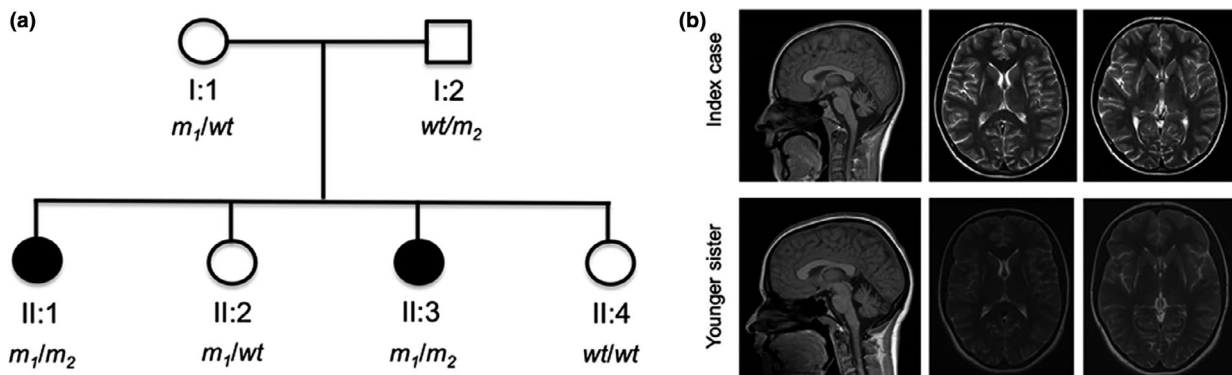 (a)
I:1
I:2
m₁/wt
wt/m₂
II:1
II:2
II:3
II:4
m₁/m₂
m₁/wt
m₁/m₂
wt/wt
(b)
Index case
Younger sister